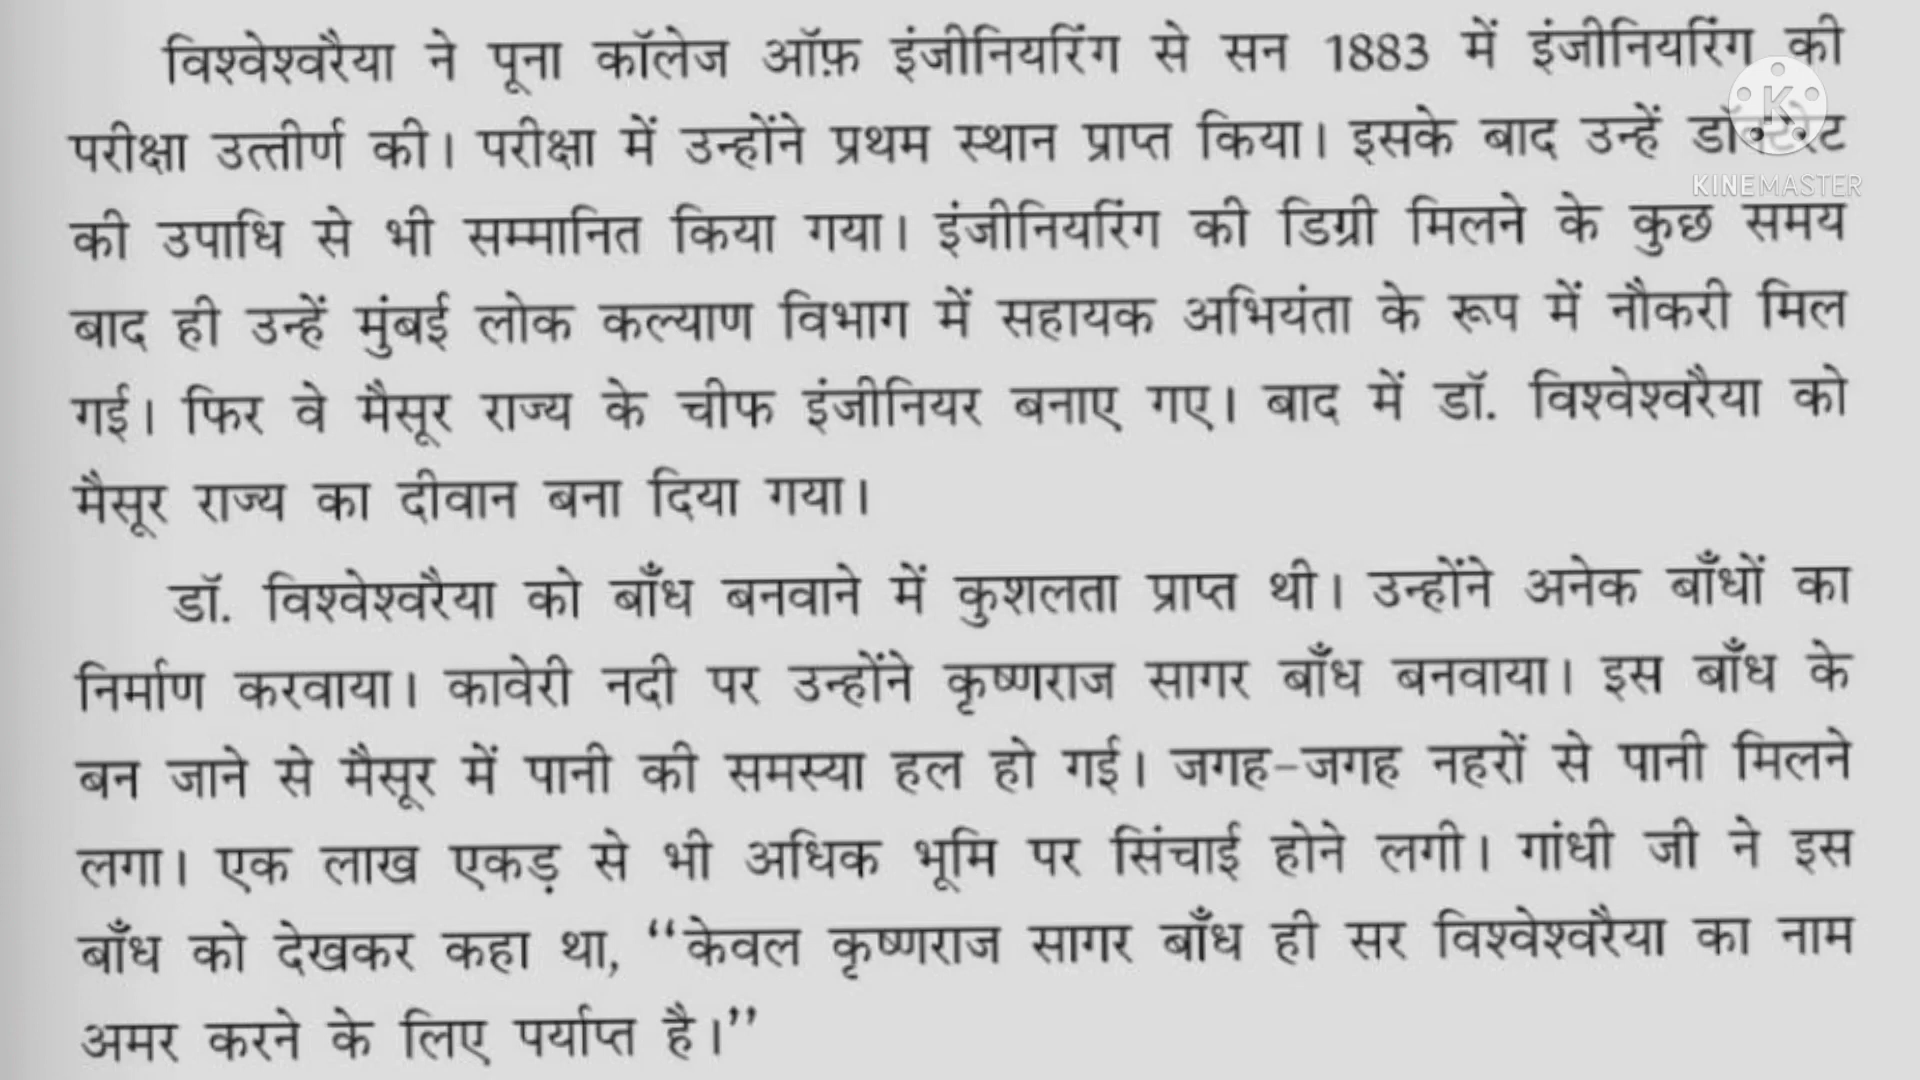 विश्वेश्वरैया ने पूना कॉलेज ऑफ़ इंजीनियरिंग से सन 1883 में इंजीनियरिंग की
परीक्षा उत्तीर्ण की। परीक्षा में उन्होंने प्रथम स्थान प्राप्त किया। इसके बाद उन्हें डॉक्टरेट
KINEMASTER
की उपाधि से भी सम्मानित किया गया। इंजीनियरिंग की डिग्री मिलने के कुछ समय
बाद ही उन्हें मुंबई लोक कल्याण विभाग में सहायक अभियंता के रूप में नौकरी मिल
गई। फिर वे मैसूर राज्य के चीफ इंजीनियर बनाए गए। बाद में डॉ. विश्वेश्वरैया को
मैसूर राज्य का दीवान बना दिया गया।
डॉ. विश्वेश्वरैया को बाँध बनवाने में कुशलता प्राप्त थी। उन्होंने अनेक बाँधों का
निर्माण करवाया। कावेरी नदी पर उन्होंने कृष्णराज सागर बाँध बनवाया। इस बाँध के
बन जाने से मैसूर में पानी की समस्या हल हो गई। जगह-जगह नहरों से पानी मिलने
लगा। एक लाख एकड़ से भी अधिक भूमि पर सिंचाई होने लगी। गांधी जी ने इस
बाँध को देखकर कहा था, “केवल कृष्णराज सागर बाँध ही सर विश्वेश्वरैया का नाम
अमर करने के लिए पर्याप्त है।”